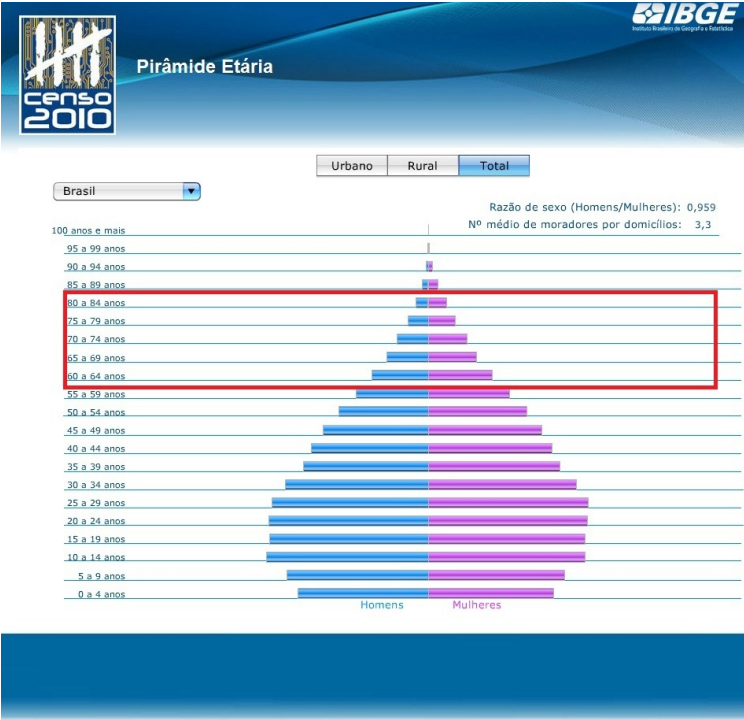 IBGE
Instituto Brasileiro de Geografia e Estatística
Pirâmide Etária
censo
2010
Urbano Rural Total
Brasil
Razão de sexo (Homens/Mulheres): 0,959
Nº médio de moradores por domicílios: 3,3
100 anos e mais
95 a 99 anos
90 a 94 anos
85 a 89 anos
80 a 84 anos
75 a 79 anos
70 a 74 anos
65 a 69 anos
60 a 64 anos
55 a 59 anos
50 a 54 anos
45 a 49 anos
40 a 44 anos
35 a 39 anos
30 a 34 anos
25 a 29 anos
20 a 24 anos
15 a 19 anos
10 a 14 anos
5 a 9 anos
0 a 4 anos
Homens Mulheres